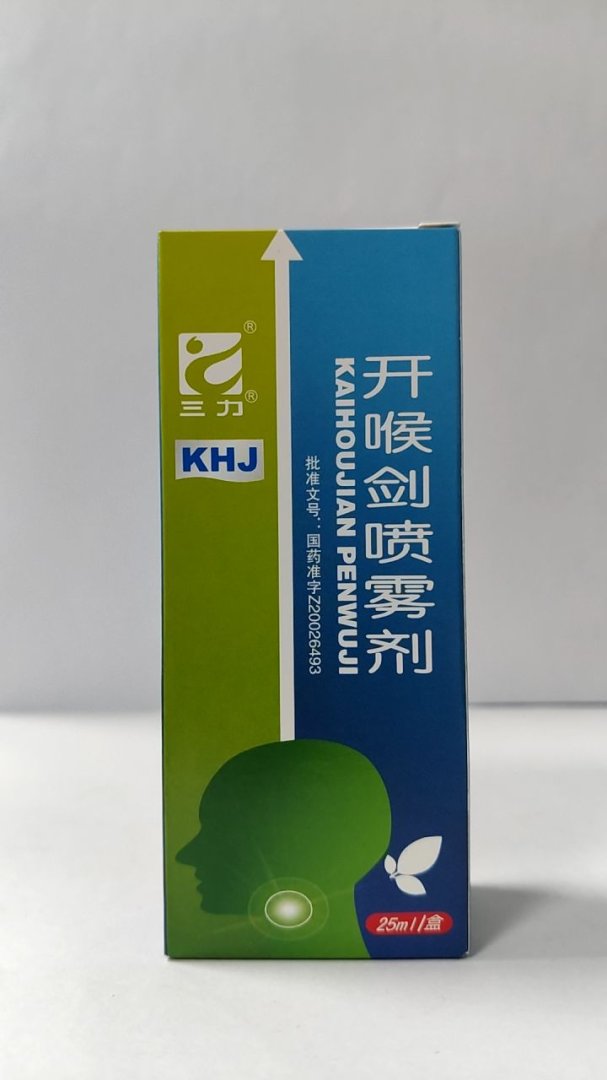 ®
三力®
KHJ
开喉剑喷雾剂
KAIHOUJIAN PENWUJI
批准文号：国药准字Z20026493
25ml/盒